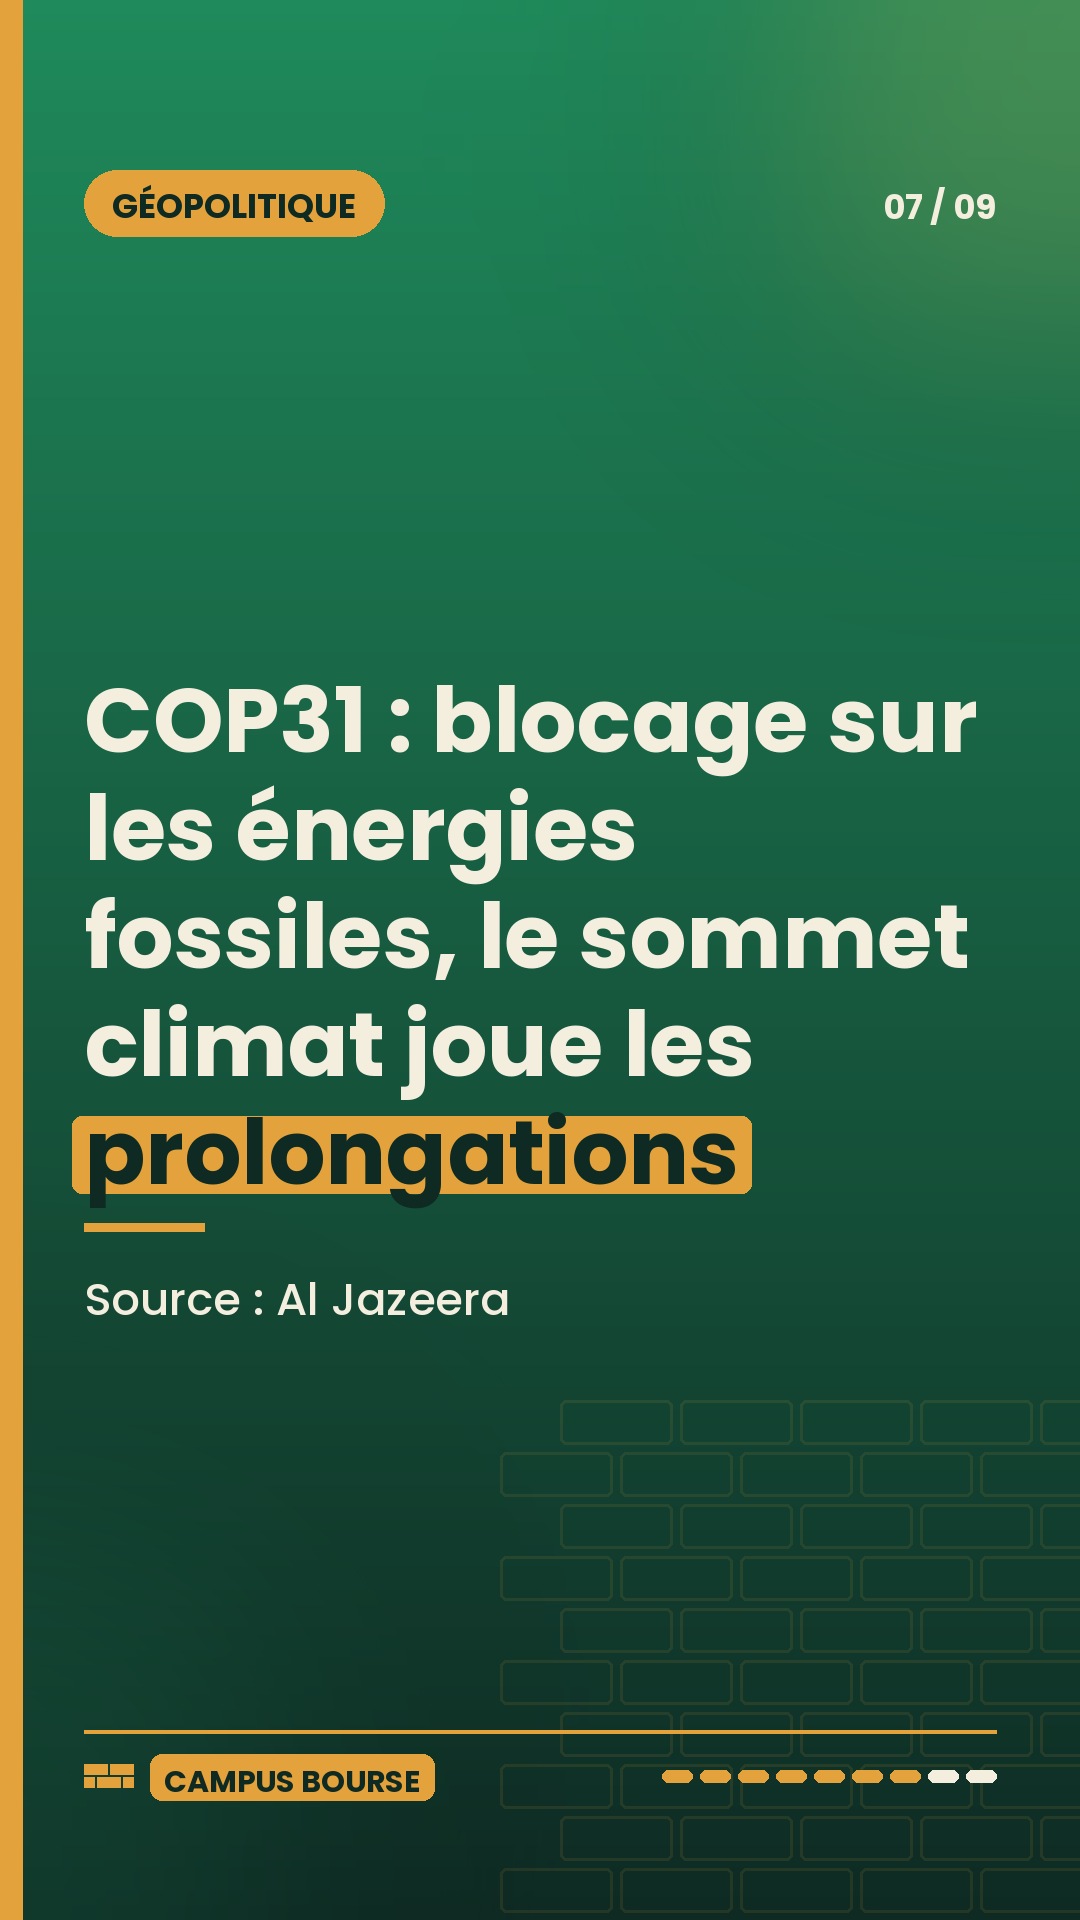 GÉOPOLITIQUE
07 / 09
COP31 : blocage sur
les énergies
fossiles, le sommet
climat joue les
prolongations
Source : Al Jazeera
CAMPUS BOURSE